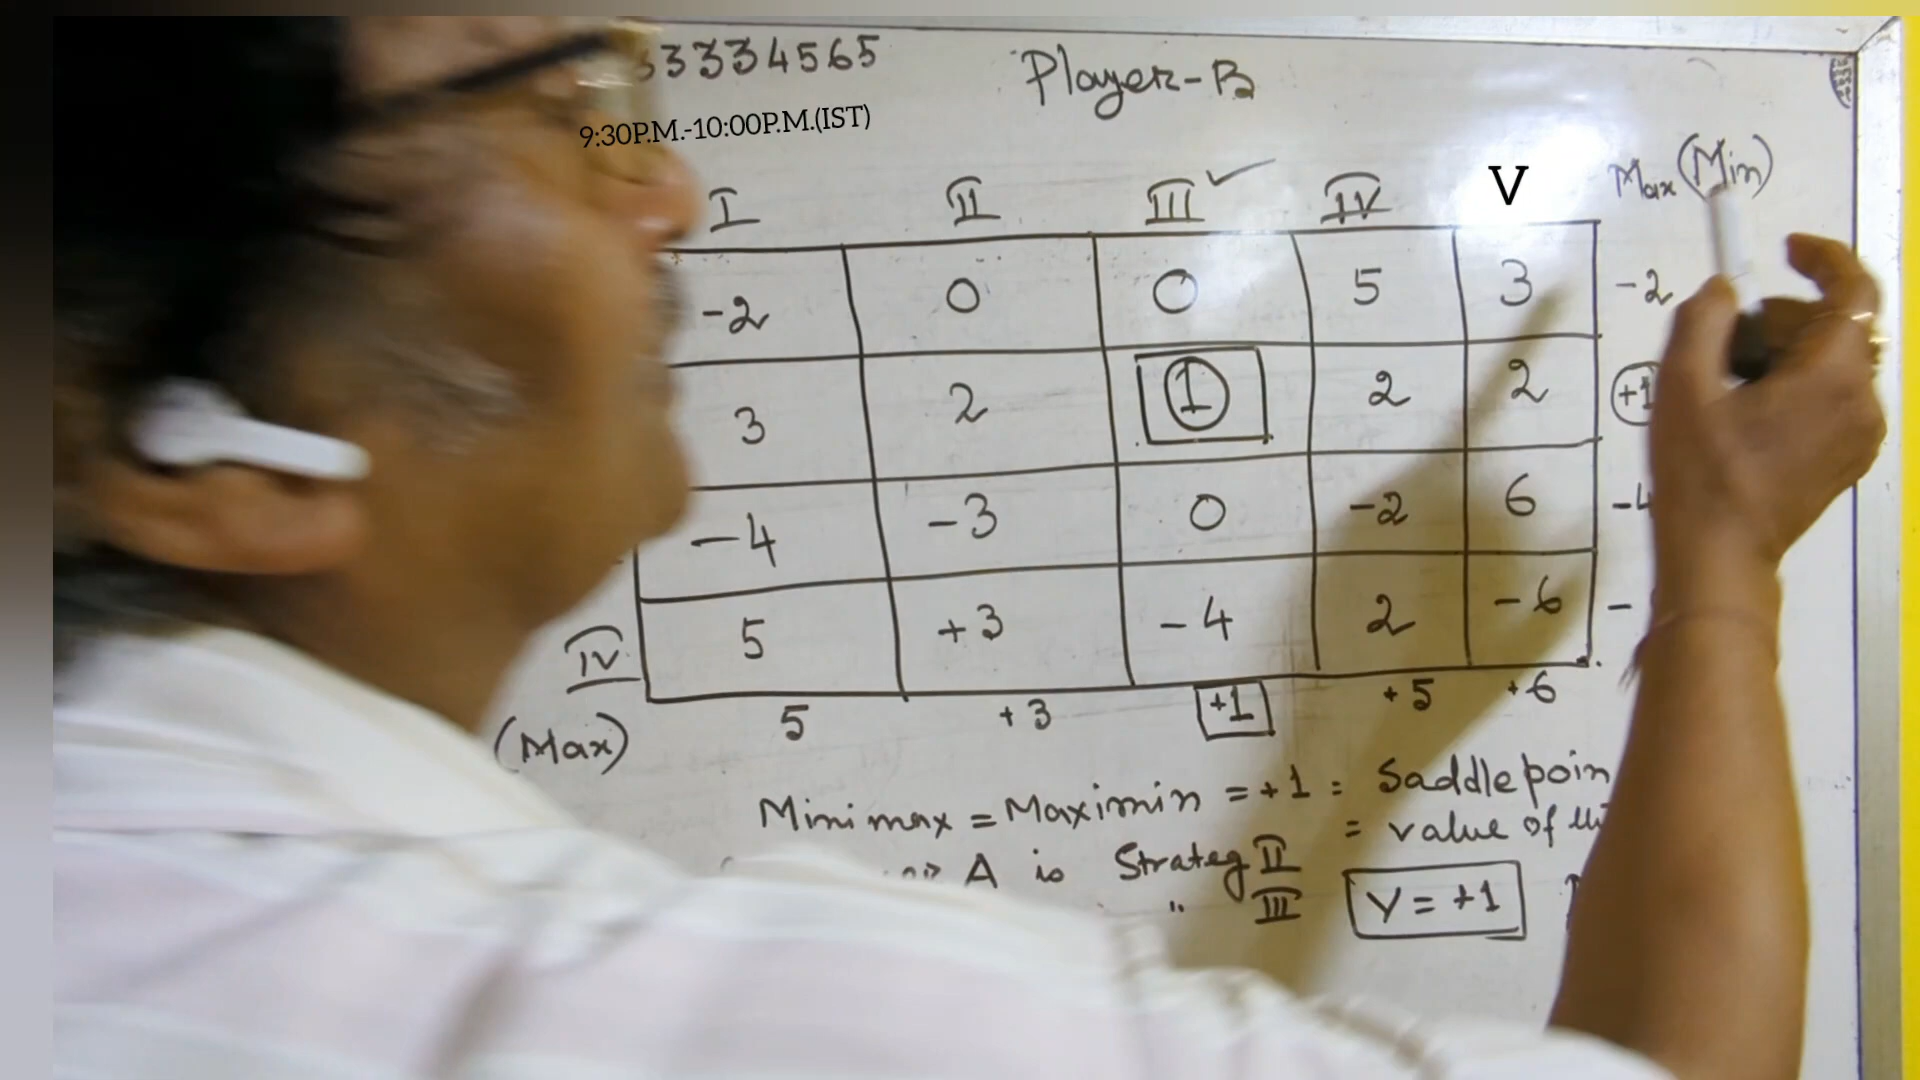 33334565
Player-B
9:30P.M.-10:00P.M.(IST)
I II III ✓ IV V Max (Min)
-2 0 0 5 3 -2
3 2 1 2 2 +1
-4 -3 0 -2 6 -4
IV 5 +3 -4 2 -6 -
(Max) 5 +3 +1 +5 +6
Minimax = Maximin = +1 = Saddle poin
= value of
A is Strateg II
" III V = +1